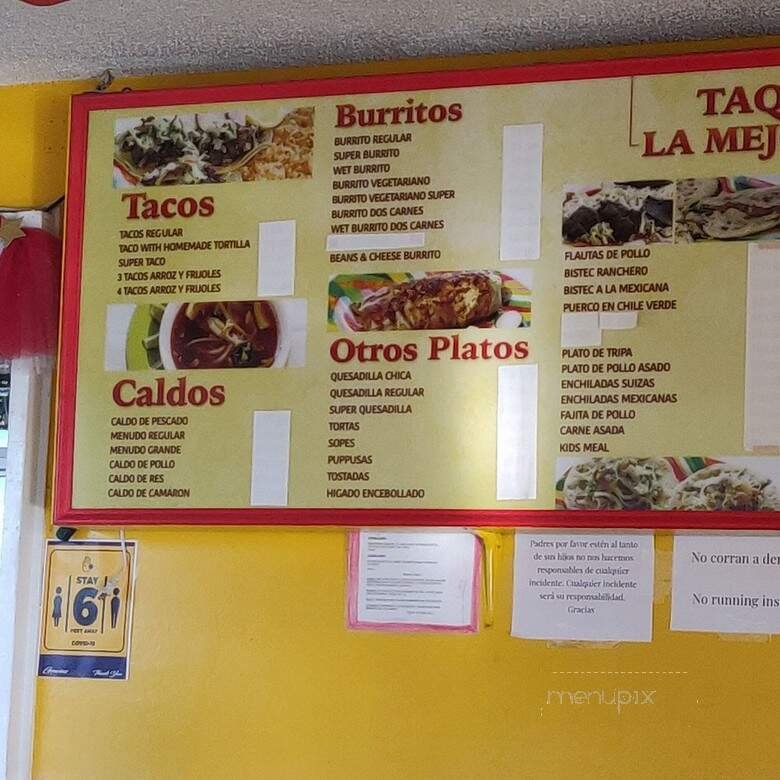 Tacos
TACOS REGULAR
TACO WITH HOMEMADE TORTILLA
SUPER TACO
3 TACOS ARROZ Y FRIJOLES
4 TACOS ARROZ Y FRIJOLES
Caldos
CALDO DE PESCADO
MENUDO REGULAR
MENUDO GRANDE
CALDO DE POLLO
CALDO DE RES
CALDO DE CAMARON
Burritos
BURRITO REGULAR
SUPER BURRITO
WET BURRITO
BURRITO VEGETARIANO
BURRITO VEGETARIANO SUPER
BURRITO DOS CARNES
WET BURRITO DOS CARNES
BEANS & CHEESE BURRITO
Otros Platos
QUESADILLA CHICA
QUESADILLA REGULAR
SUPER QUESADILLA
TORTAS
SOPES
PUPPUSAS
TOSTADAS
HIGADO ENCEBOLLADO
TAQ
LA MEJ
FLAUTAS DE POLLO
BISTEC RANCHERO
BISTEC A LA MEXICANA
PUERCO EN CHILE VERDE
PLATO DE TRIPA
PLATO DE POLLO ASADO
ENCHILADAS SUIZAS
ENCHILADAS MEXICANAS
FAJITA DE POLLO
CARNE ASADA
KIDS MEAL
STAY
6
FEET AWAY
COVID-19
Thank You
Padres por favor estén al tanto
de sus hijos no nos hacemos
responsables de cualquier
incidente. Cualquier incidente
será su responsabilidad.
Gracias
No corran a de
No running ins
menupix